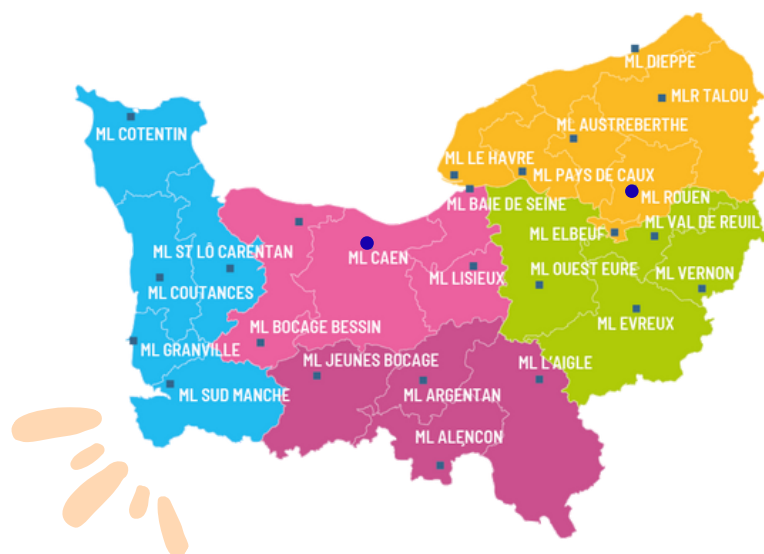 ML DIEPPE
MLR TALOU
ML COTENTIN
ML AUSTREBERTHE
ML LE HAVRE
ML PAYS DE CAUX
ML ROUEN
ML BAIE DE SEINE
ML VAL DE REUIL
ML ELBEUF
ML ST LÔ CARENTAN
ML CAEN
ML LISIEUX
ML OUEST EURE
ML VERNON
ML COUTANCES
ML EVREUX
ML BOCAGE BESSIN
ML GRANVILLE
ML JEUNES BOCAGE
ML L'AIGLE
ML SUD MANCHE
ML ARGENTAN
ML ALENÇON